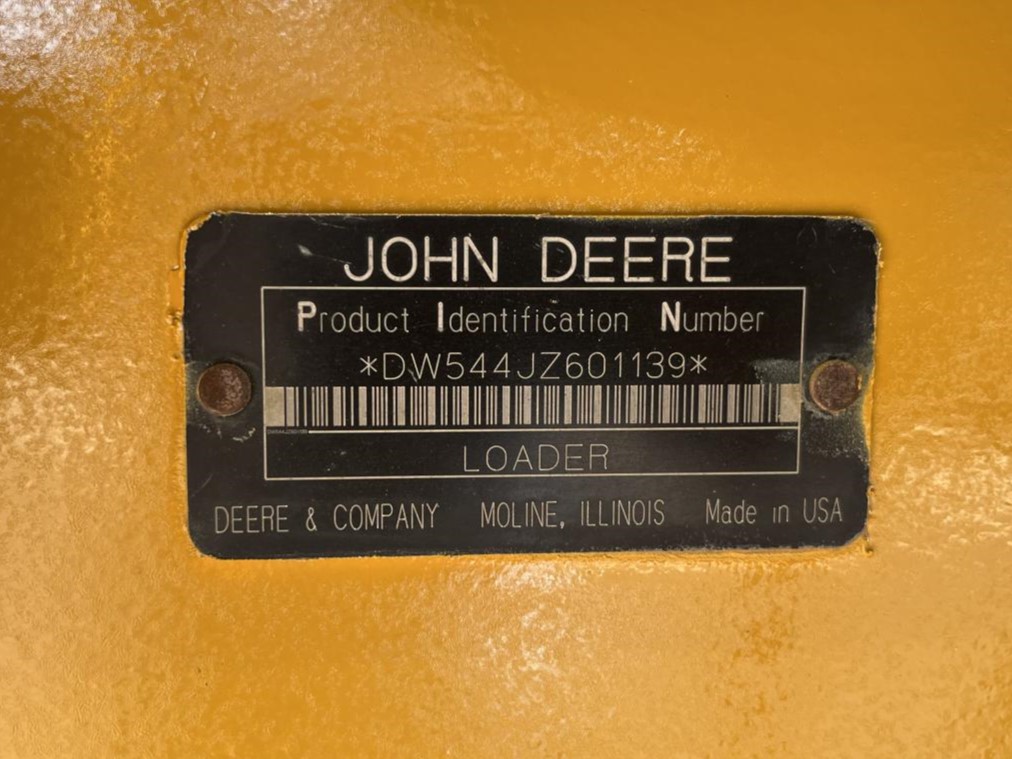 JOHN DEERE
Product Identification Number
*DW544JZ601139*
LOADER
DEERE & COMPANY MOLINE, ILLINOIS Made in USA